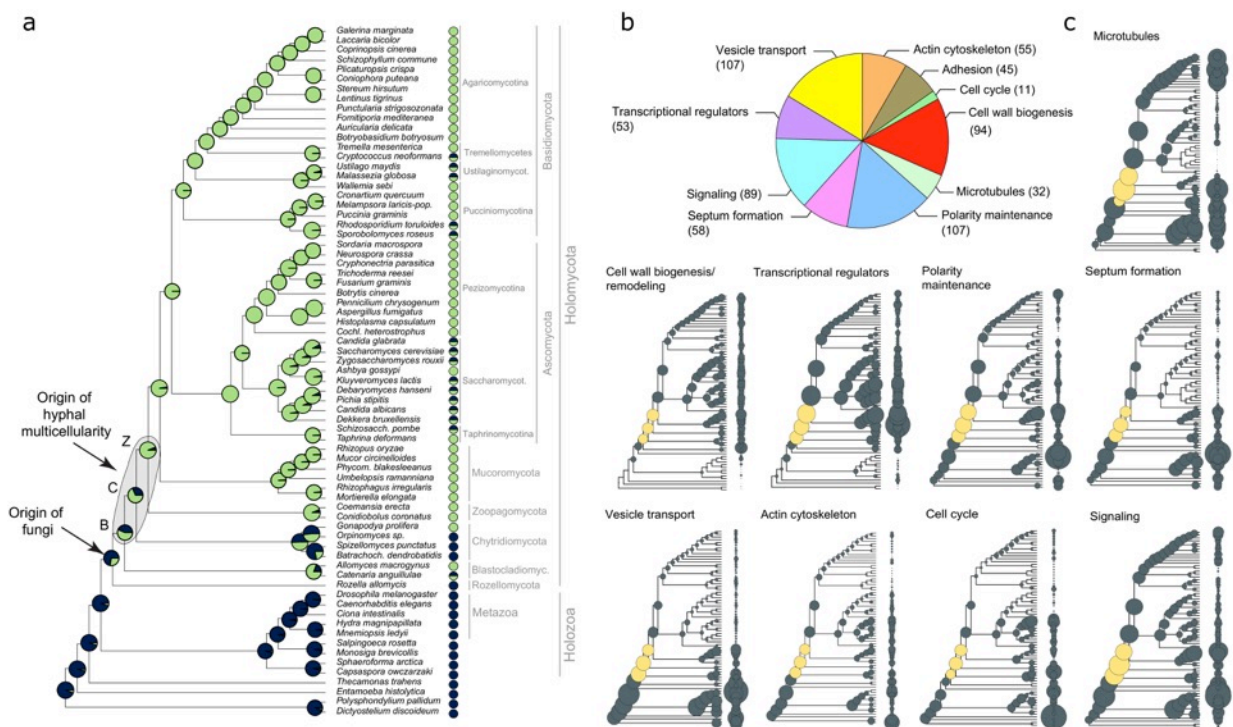 a
Galerina marginata
Laccaria bicolor
Coprinopsis cinerea
Schizophyllum commune
Plicaturopsis crispa
Coniophora puteana
Stereum hirsutum
Lentinus tigrinus
Punctularia strigosozonata
Fomitiporia mediteranea
Auricularia delicata
Botryobasidium botryosum
Tremella mesenterica
Cryptococcus neoformans
Ustilago maydis
Malassezia globosa
Wallemia sebi
Cronartium quercuum
Melampsora laricis-pop.
Puccinia graminis
Rhodosporidium toruloides
Sporobolomyces roseus
Sordaria macrospora
Neurospora crassa
Cryphonectria parasitica
Trichoderma reesei
Fusarium graminis
Botrytis cinerea
Pennicilium chrysogenum
Aspergillus fumigatus
Histoplasma capsulatum
Cochl. heterostrophus
Candida glabrata
Saccharomyces cerevisiae
Zygosaccharomyces rouxii
Ashbya gossypi
Kluyveromyces lactis
Debaryomyces hanseni
Pichia stipitis
Candida albicans
Dekkera bruxellensis
Schizosacch. pombe
Taphrina deformans
Rhizopus oryzae
Mucor circinelloides
Phycom. blakesleeanus
Umbelopsis ramanniana
Rhizophagus irregularis
Mortierella elongata
Coemansia erecta
Conidiobolus coronatus
Gonapodya prolifera
Orpinomyces sp.
Spizellomyces punctatus
Batrachoch. dendrobatidis
Allomyces macrogynus
Catenaria anguillulae
Rozella allomycis
Drosophila melanogaster
Caenorhabditis elegans
Ciona intestinalis
Hydra magnipapillata
Mnemiopsis ledyii
Salpingoeca rosetta
Monosiga brevicollis
Sphaeroforma arctica
Capsaspora owczarzaki
Thecamonas trahens
Entamoeba histolytica
Polysphondylium pallidum
Dictyostelium discoideum
Agaricomycotina
Tremellomycetes
Ustilaginomycot.
Pucciniomycotina
Pezizomycotina
Saccharomycot.
Taphrinomycotina
Mucoromycota
Zoopagomycota
Chytridiomycota
Blastocladiomyc.
Rozellomycota
Metazoa
Basidiomycota
Ascomycota
Holomycota
Holozoa
Origin of
hyphal
multicellularity
Z
C
B
Origin of
fungi
b
Vesicle transport
(107)
Actin cytoskeleton (55)
Adhesion (45)
Cell cycle (11)
Cell wall biogenesis
(94)
Transcriptional regulators
(53)
Signaling (89)
Septum formation
(58)
Microtubules (32)
Polarity maintenance
(107)
c
Microtubules
Cell wall biogenesis/
remodeling
Transcriptional regulators
Polarity
maintenance
Septum formation
Vesicle transport
Actin cytoskeleton
Cell cycle
Signaling